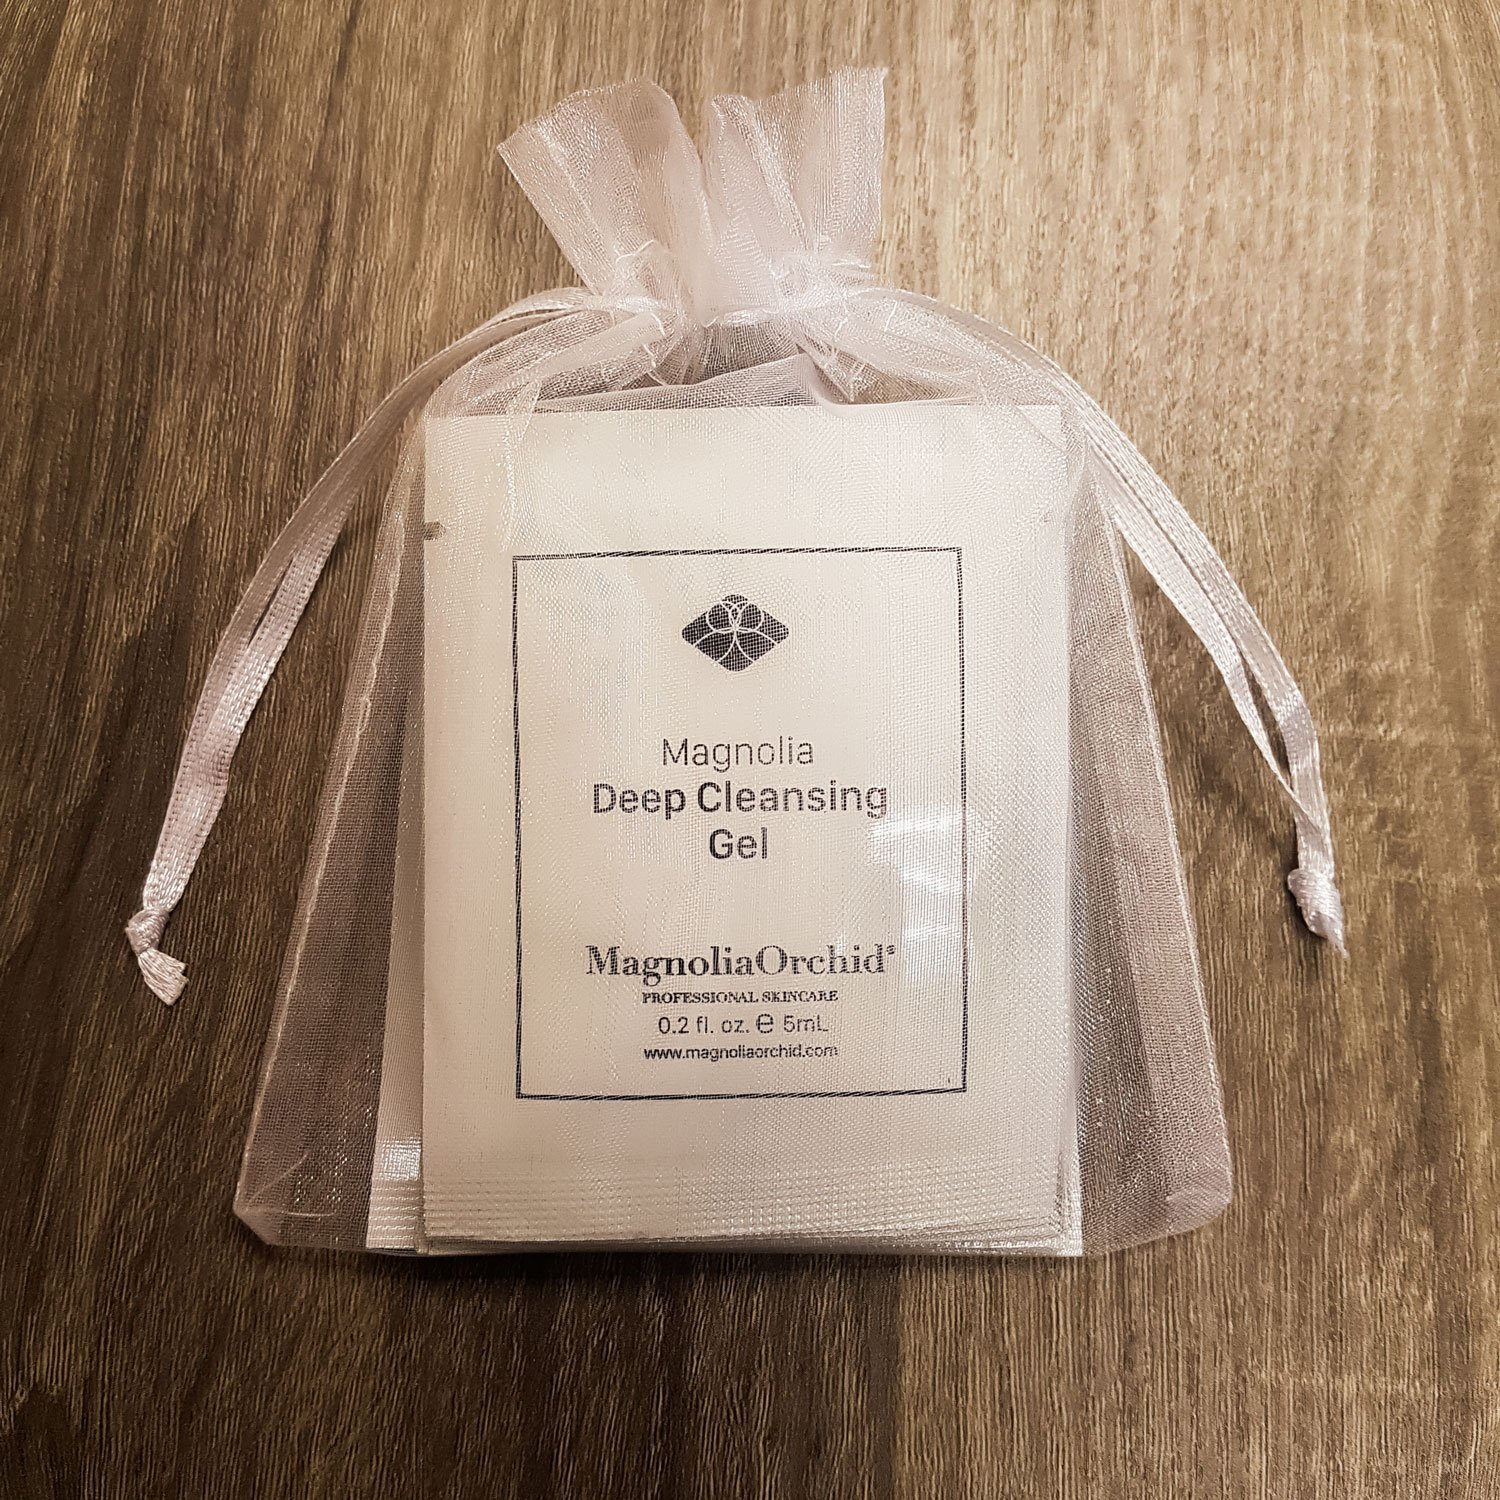 Magnolia
Deep Cleansing
Gel
MagnoliaOrchid®
PROFESSIONAL SKINCARE
0.2 fl. oz. ℮ 5mL
www.magnoliaorchid.com